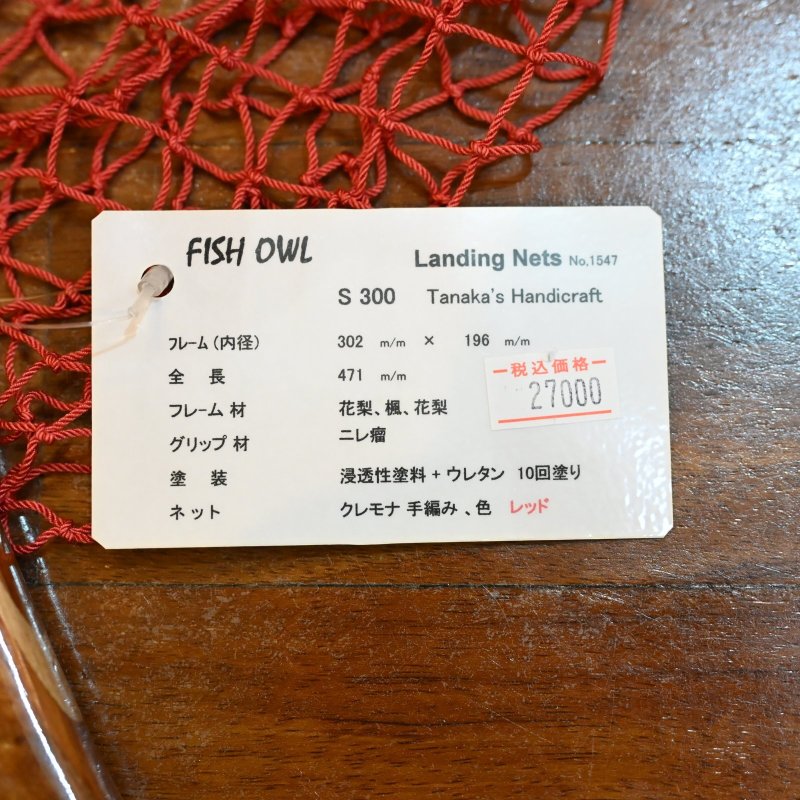 FISH OWL
Landing Nets No,1547
S 300 Tanaka's Handicraft
フレーム(内径) 302 m/m × 196 m/m
ー税込価格ー
27000
全 長 471 m/m
フレーム 材 花梨、楓、花梨
グリップ 材 ニレ瘤
塗 装 浸透性塗料 + ウレタン 10回塗り
ネット クレモナ 手編み 、色 レッド